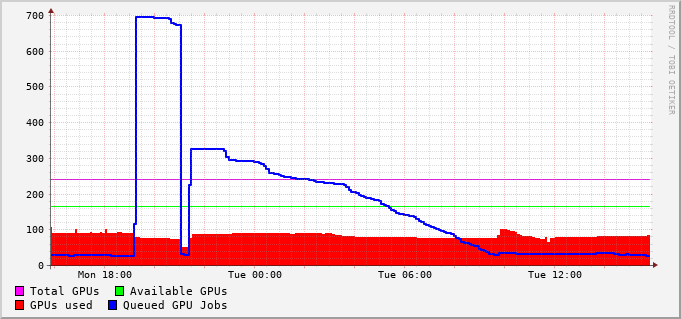 RRDTOOL / TOBI OETIKER
700
600
500
400
300
200
100
0
Mon 18:00 Tue 00:00 Tue 06:00 Tue 12:00
Total GPUs Available GPUs
GPUs used Queued GPU Jobs